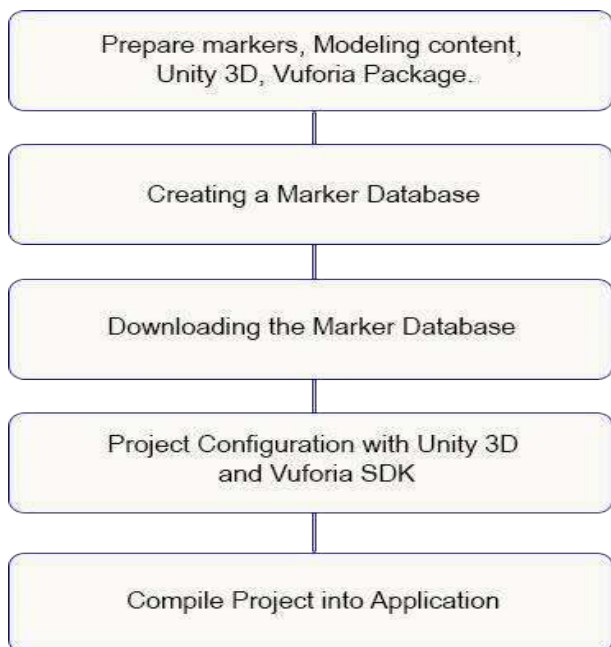 Prepare markers, Modeling content,
Unity 3D, Vuforia Package.
Creating a Marker Database
Downloading the Marker Database
Project Configuration with Unity 3D
and Vuforia SDK
Compile Project into Application